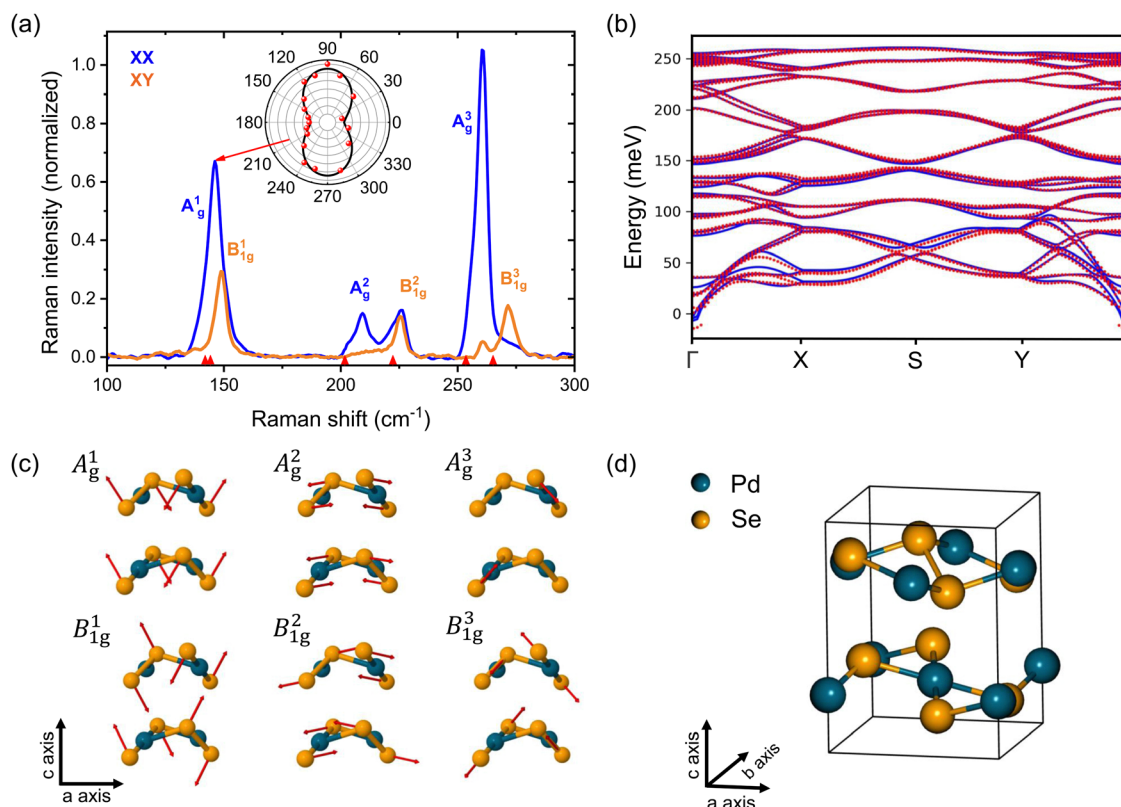 (a)
XX
XY
Raman intensity (normalized)
1.0
0.8
0.6
0.4
0.2
0.0
100
150
200
250
300
Raman shift (cm⁻¹)
A¹g
B¹1g
A²g
B²1g
A³g
B³1g
90
60
30
0
330
300
270
240
210
180
150
120
(b)
Energy (meV)
250
200
150
100
50
0
Γ X S Y
(c)
A¹g A²g A³g
B¹1g B²1g B³1g
c axis
a axis
(d)
Pd
Se
c axis
b axis
a axis